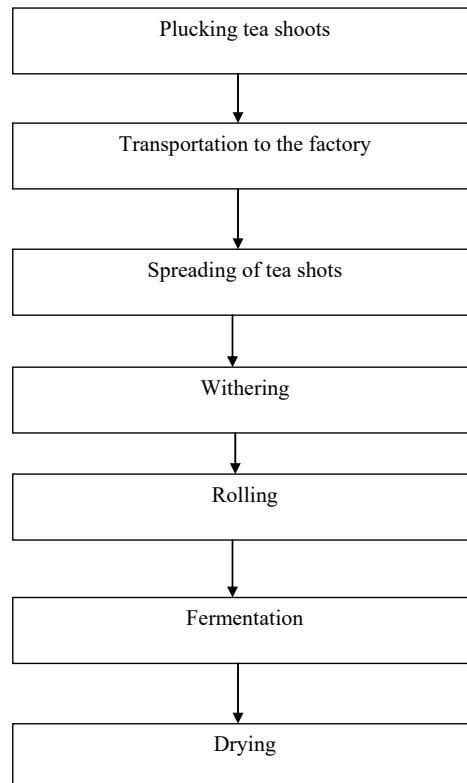 Plucking tea shoots
Transportation to the factory
Spreading of tea shots
Withering
Rolling
Fermentation
Drying